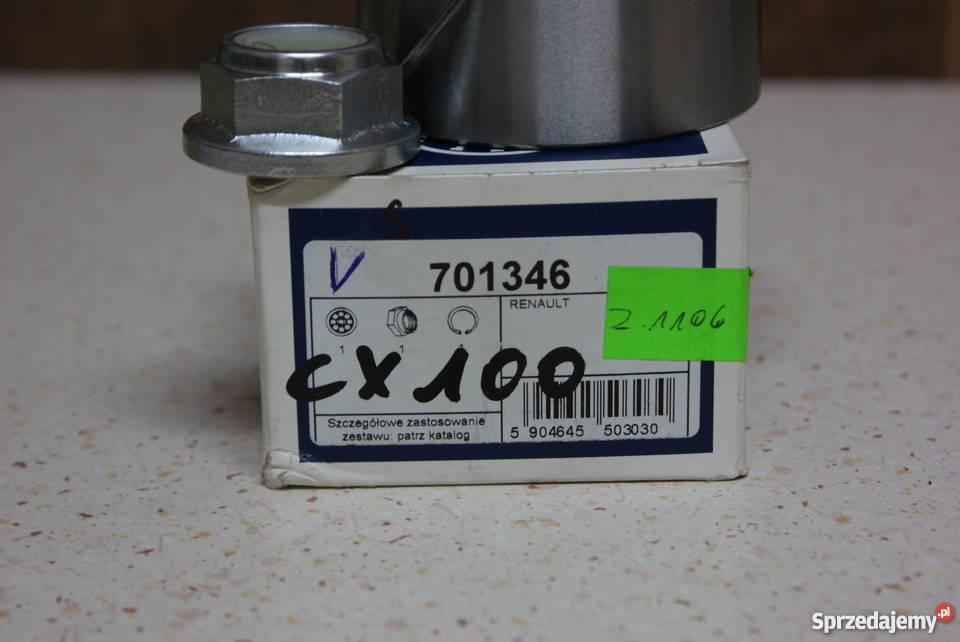 S
V
701346
RENAULT
z.1106
1 1
CX100
Szczegółowe zastosowanie
zestawu: patrz katalog
5 904645 503030
Sprzedajemy.pl